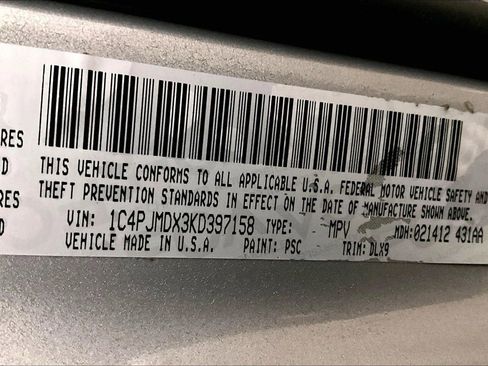 RES
THIS VEHICLE CONFORMS TO ALL APPLICABLE U.S.A. FEDERAL MOTOR VEHICLE SAFETY AND
D
THEFT PREVENTION STANDARDS IN EFFECT ON THE DATE OF MANUFACTURE SHOWN ABOVE.
RES
VIN: 1C4PJMDX3KD397158 TYPE: MPV MDH:021412 431AA
D
VEHICLE MADE IN U.S.A. PAINT: PSC TRIM: DLX9